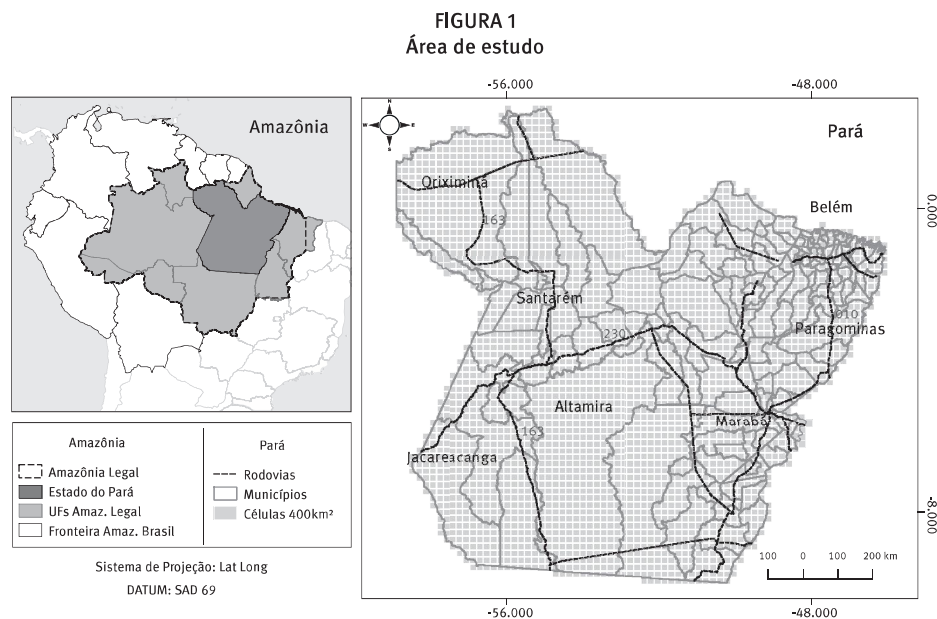 FIGURA 1
Área de estudo
-56.000
-48.000
Amazônia
N
W
E
S
Pará
Oriximiná
163
Belém
0.000
Santarém
010
Paragominas
230
Altamira
Marabá
163
Jacareacanga
-8.000
100 0 100 200 km
-56.000
-48.000
Amazônia
Amazônia Legal
Estado do Pará
UFs Amaz. Legal
Fronteira Amaz. Brasil
Pará
Rodovias
Municípios
Células 400km²
Sistema de Projeção: Lat Long
DATUM: SAD 69